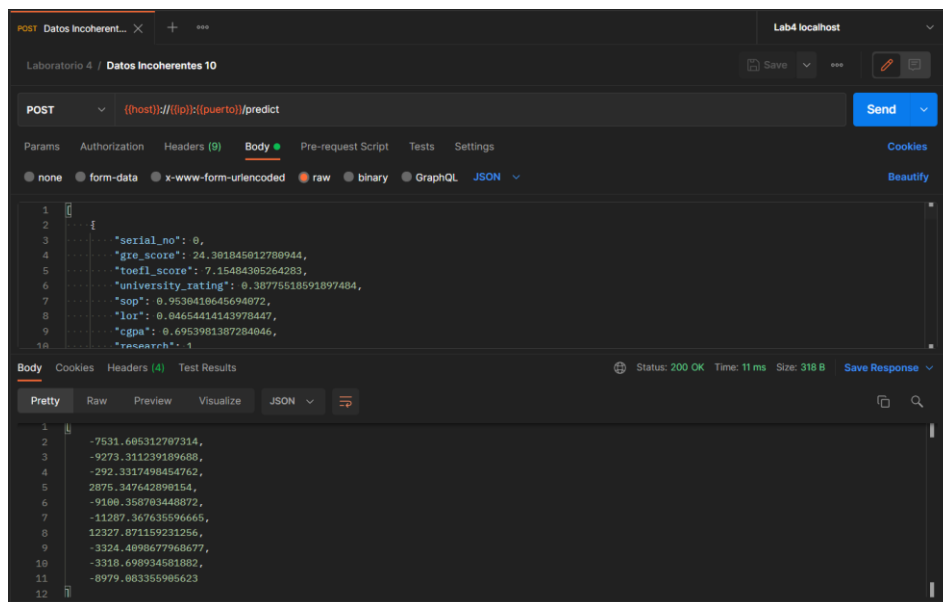 POST Datos Incoherent... Lab4 localhost
Laboratorio 4 / Datos Incoherentes 10 Save
POST {{host}}://{{ip}}:{{puerto}}/predict Send
Params Authorization Headers (9) Body Pre-request Script Tests Settings Cookies
none form-data x-www-form-urlencoded raw binary GraphQL JSON Beautify
1 [
2 {
3 "serial_no": 0,
4 "gre_score": 24.301845012780944,
5 "toefl_score": 7.15484305264283,
6 "university_rating": 0.38775518591897484,
7 "sop": 0.9530410645694072,
8 "lor": 0.04654414143978447,
9 "cgpa": 0.6953981387284046,
10 "research": 1
Body Cookies Headers (4) Test Results Status: 200 OK Time: 11 ms Size: 318 B Save Response
Pretty Raw Preview Visualize JSON
1 [
2 -7531.605312707314,
3 -9273.311239189688,
4 -292.3317498454762,
5 2875.347642890154,
6 -9100.358703448872,
7 -11287.367635596665,
8 12327.871159231256,
9 -3324.4098677968677,
10 -3318.698934581882,
11 -8979.083355905623
12 ]